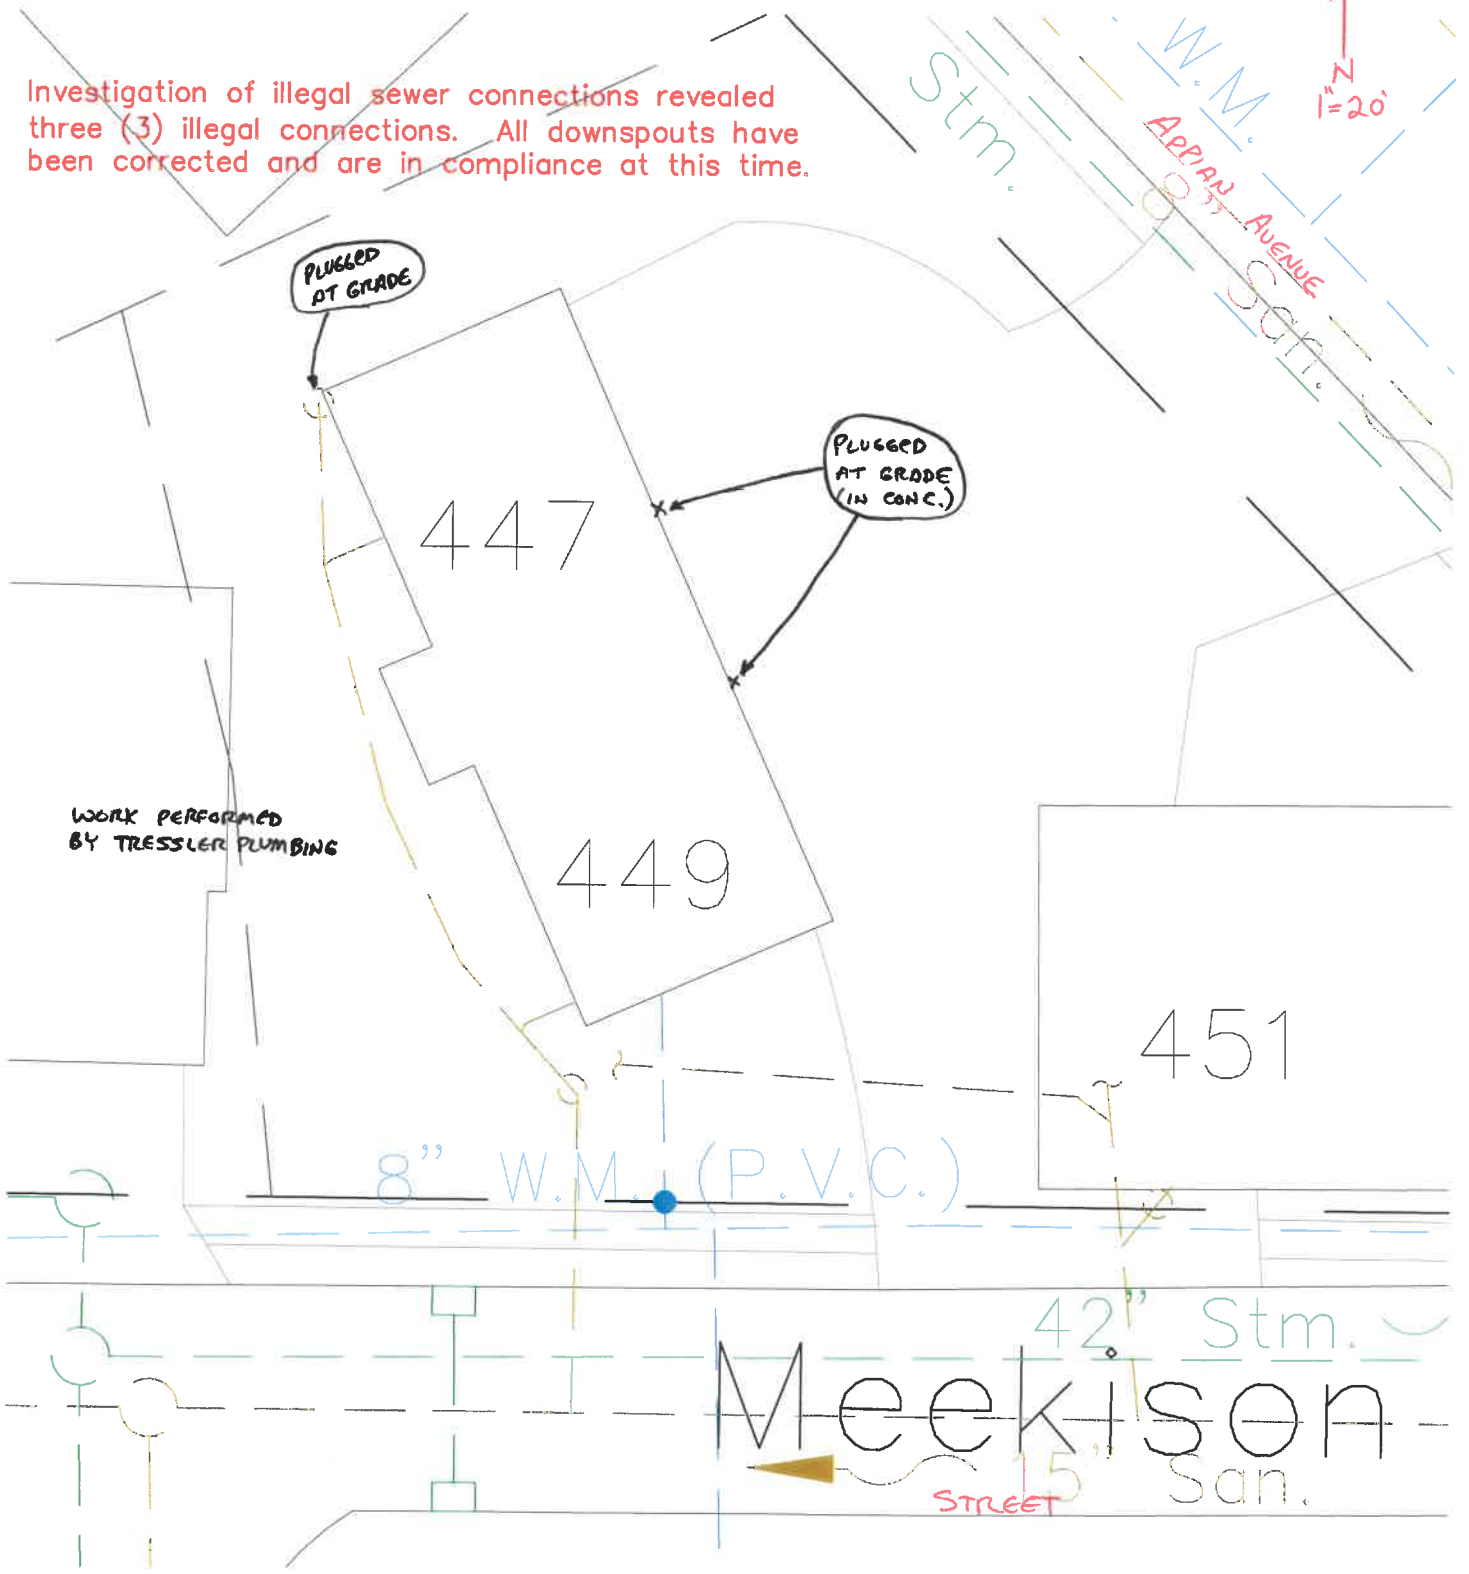 Investigation of illegal sewer connections revealed
three (3) illegal connections. All downspouts have
been corrected and are in compliance at this time.
N
1"=20'
Stm.
W.M.
APPIAN AVENUE
8" San.
PLUGGED
AT GRADE
PLUGGED
AT GRADE
(IN CONC.)
447
WORK PERFORMED
BY TRESSLER PLUMBING
449
451
8" W.M. (P.V.C.)
42" Stm.
Meekison
15" San.
STREET